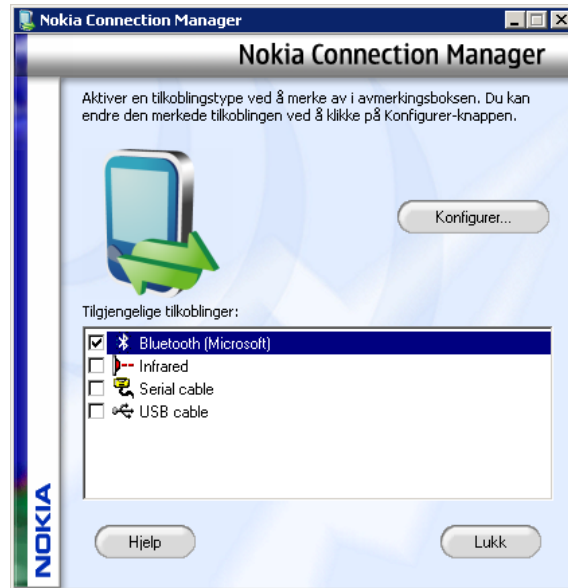 Nokia Connection Manager
Nokia Connection Manager
Aktiver en tilkoblingstype ved å merke av i avmerkingsboksen. Du kan
endre den merkede tilkoblingen ved å klikke på Konfigurer-knappen.
Konfigurer...
Tilgjengelige tilkoblinger:
Bluetooth (Microsoft)
Infrared
Serial cable
USB cable
NOKIA
Hjelp
Lukk